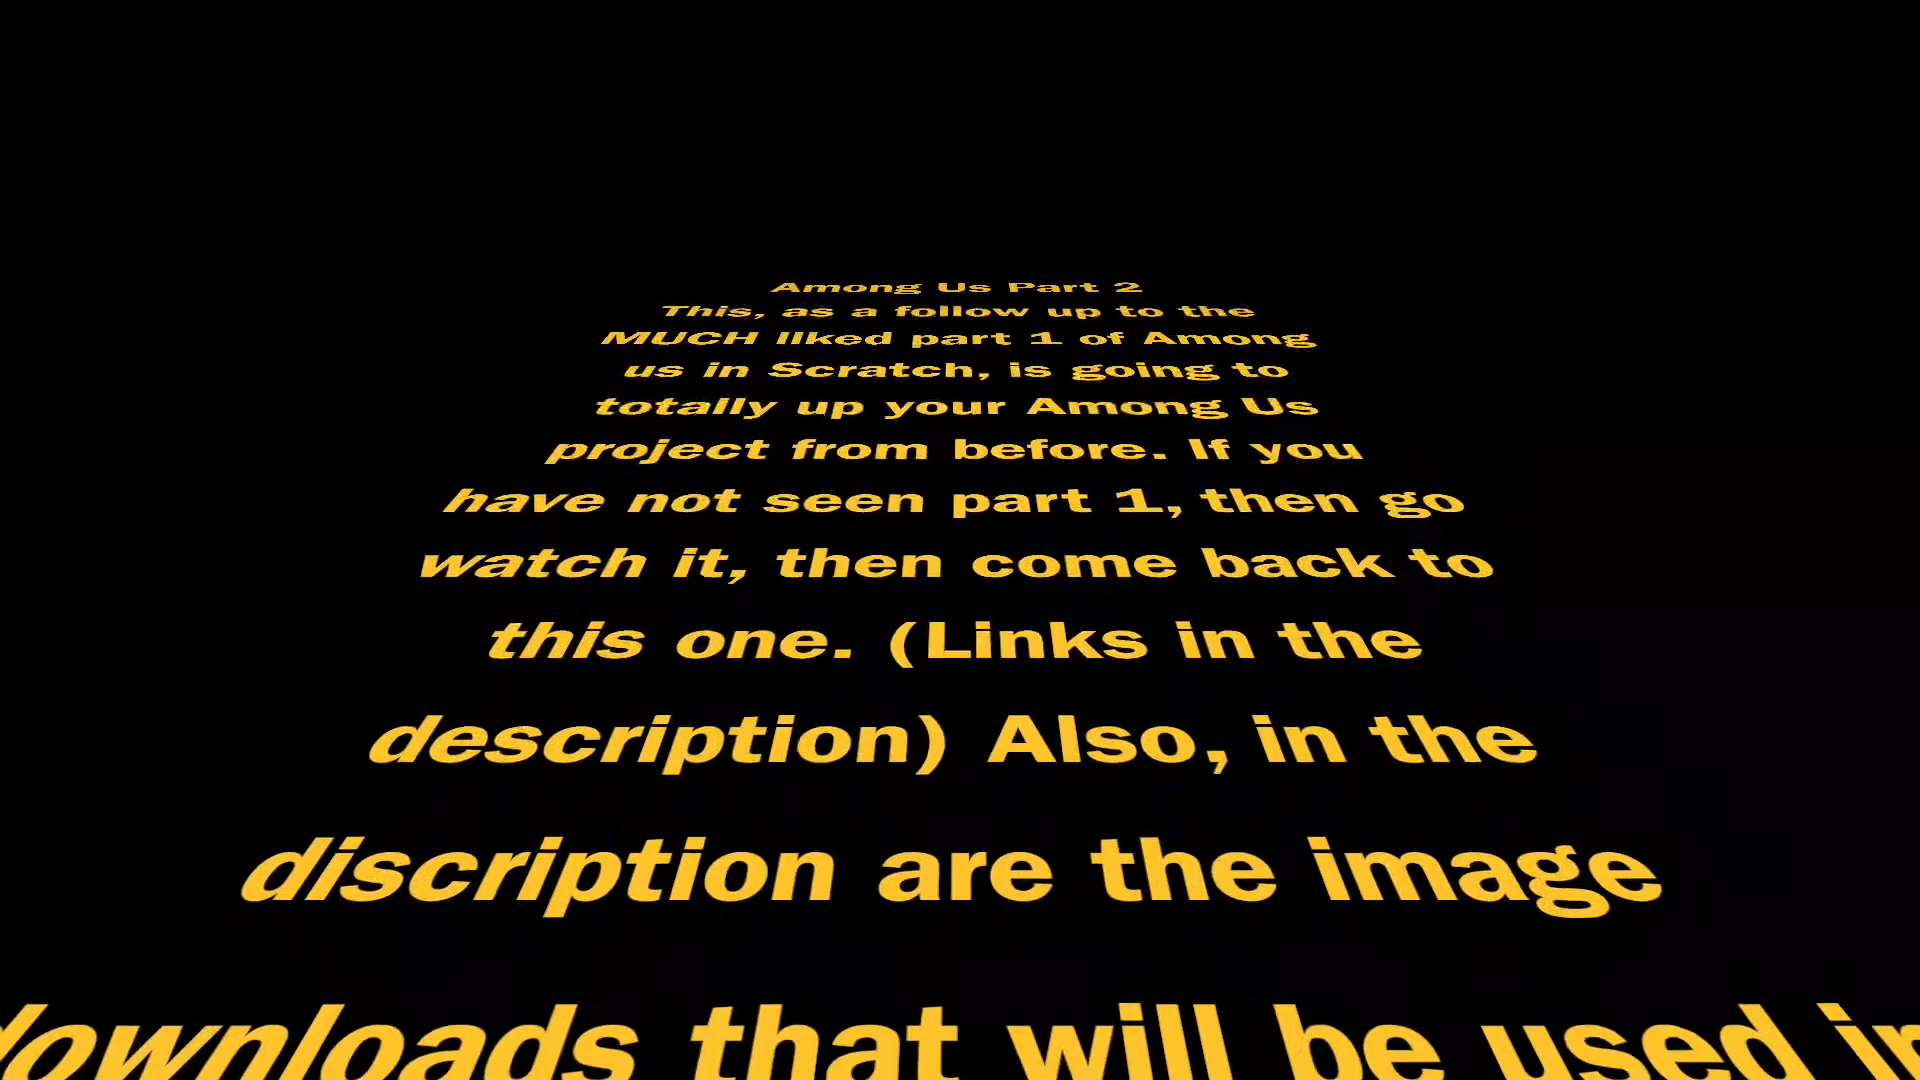 Among Us Part 2
This, as a follow up to the
MUCH liked part 1 of Among
us in Scratch, is going to
totally up your Among Us
project from before. If you
have not seen part 1, then go
watch it, then come back to
this one. (Links in the
description) Also, in the
discription are the image
downloads that will be used in